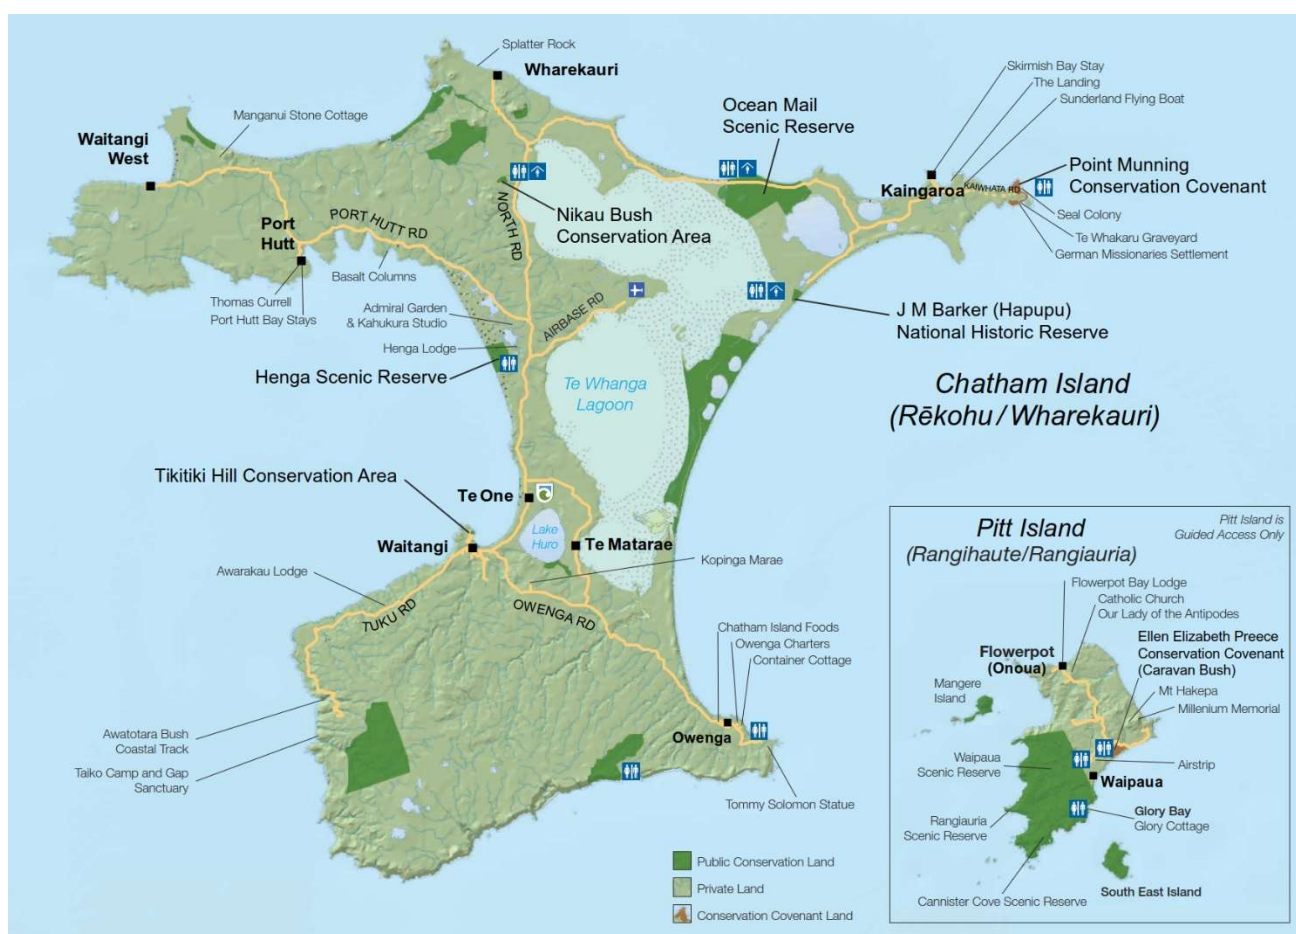 Splatter Rock
Wharekauri
Manganui Stone Cottage
Waitangi
West
Ocean Mail
Scenic Reserve
Skirmish Bay Stay
The Landing
Sunderland Flying Boat
Kaingaroa
KAIWHATA RD
Point Munning
Conservation Covenant
Seal Colony
Te Whakaru Graveyard
German Missionaries Settlement
Port
Hutt
PORT HUTT RD
NORTH RD
Nikau Bush
Conservation Area
Basalt Columns
Thomas Currell
Port Hutt Bay Stays
Admiral Garden
& Kahukura Studio
AIRBASE RD
Henga Lodge
Henga Scenic Reserve
J M Barker (Hapupu)
National Historic Reserve
Te Whanga
Lagoon
Chatham Island
(Rēkohu / Wharekauri)
Tikitiki Hill Conservation Area
Te One
Lake
Huro
Waitangi
Te Matarae
Kopinga Marae
Awarakau Lodge
TUKU RD
OWENGA RD
Chatham Island Foods
Owenga Charters
Container Cottage
Owenga
Awatotara Bush
Coastal Track
Taiko Camp and Gap
Sanctuary
Tommy Solomon Statue
Public Conservation Land
Private Land
Conservation Covenant Land
Pitt Island
(Rangihaute/Rangiauria)
Pitt Island is
Guided Access Only
Flowerpot Bay Lodge
Catholic Church
Our Lady of the Antipodes
Flowerpot
(Onoua)
Ellen Elizabeth Preece
Conservation Covenant
(Caravan Bush)
Mangere
Island
Mt Hakepa
Millenium Memorial
Waipaua
Scenic Reserve
Airstrip
Waipaua
Rangiauria
Scenic Reserve
Glory Bay
Glory Cottage
South East Island
Cannister Cove Scenic Reserve